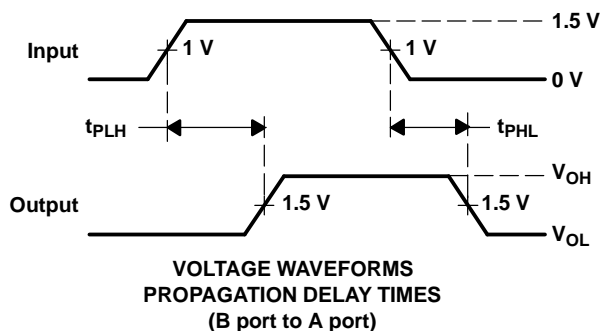 1.5 V
Input
1 V
1 V
0 V
tPLH
tPHL
VOH
Output
1.5 V
1.5 V
VOL
VOLTAGE WAVEFORMS
PROPAGATION DELAY TIMES
(B port to A port)